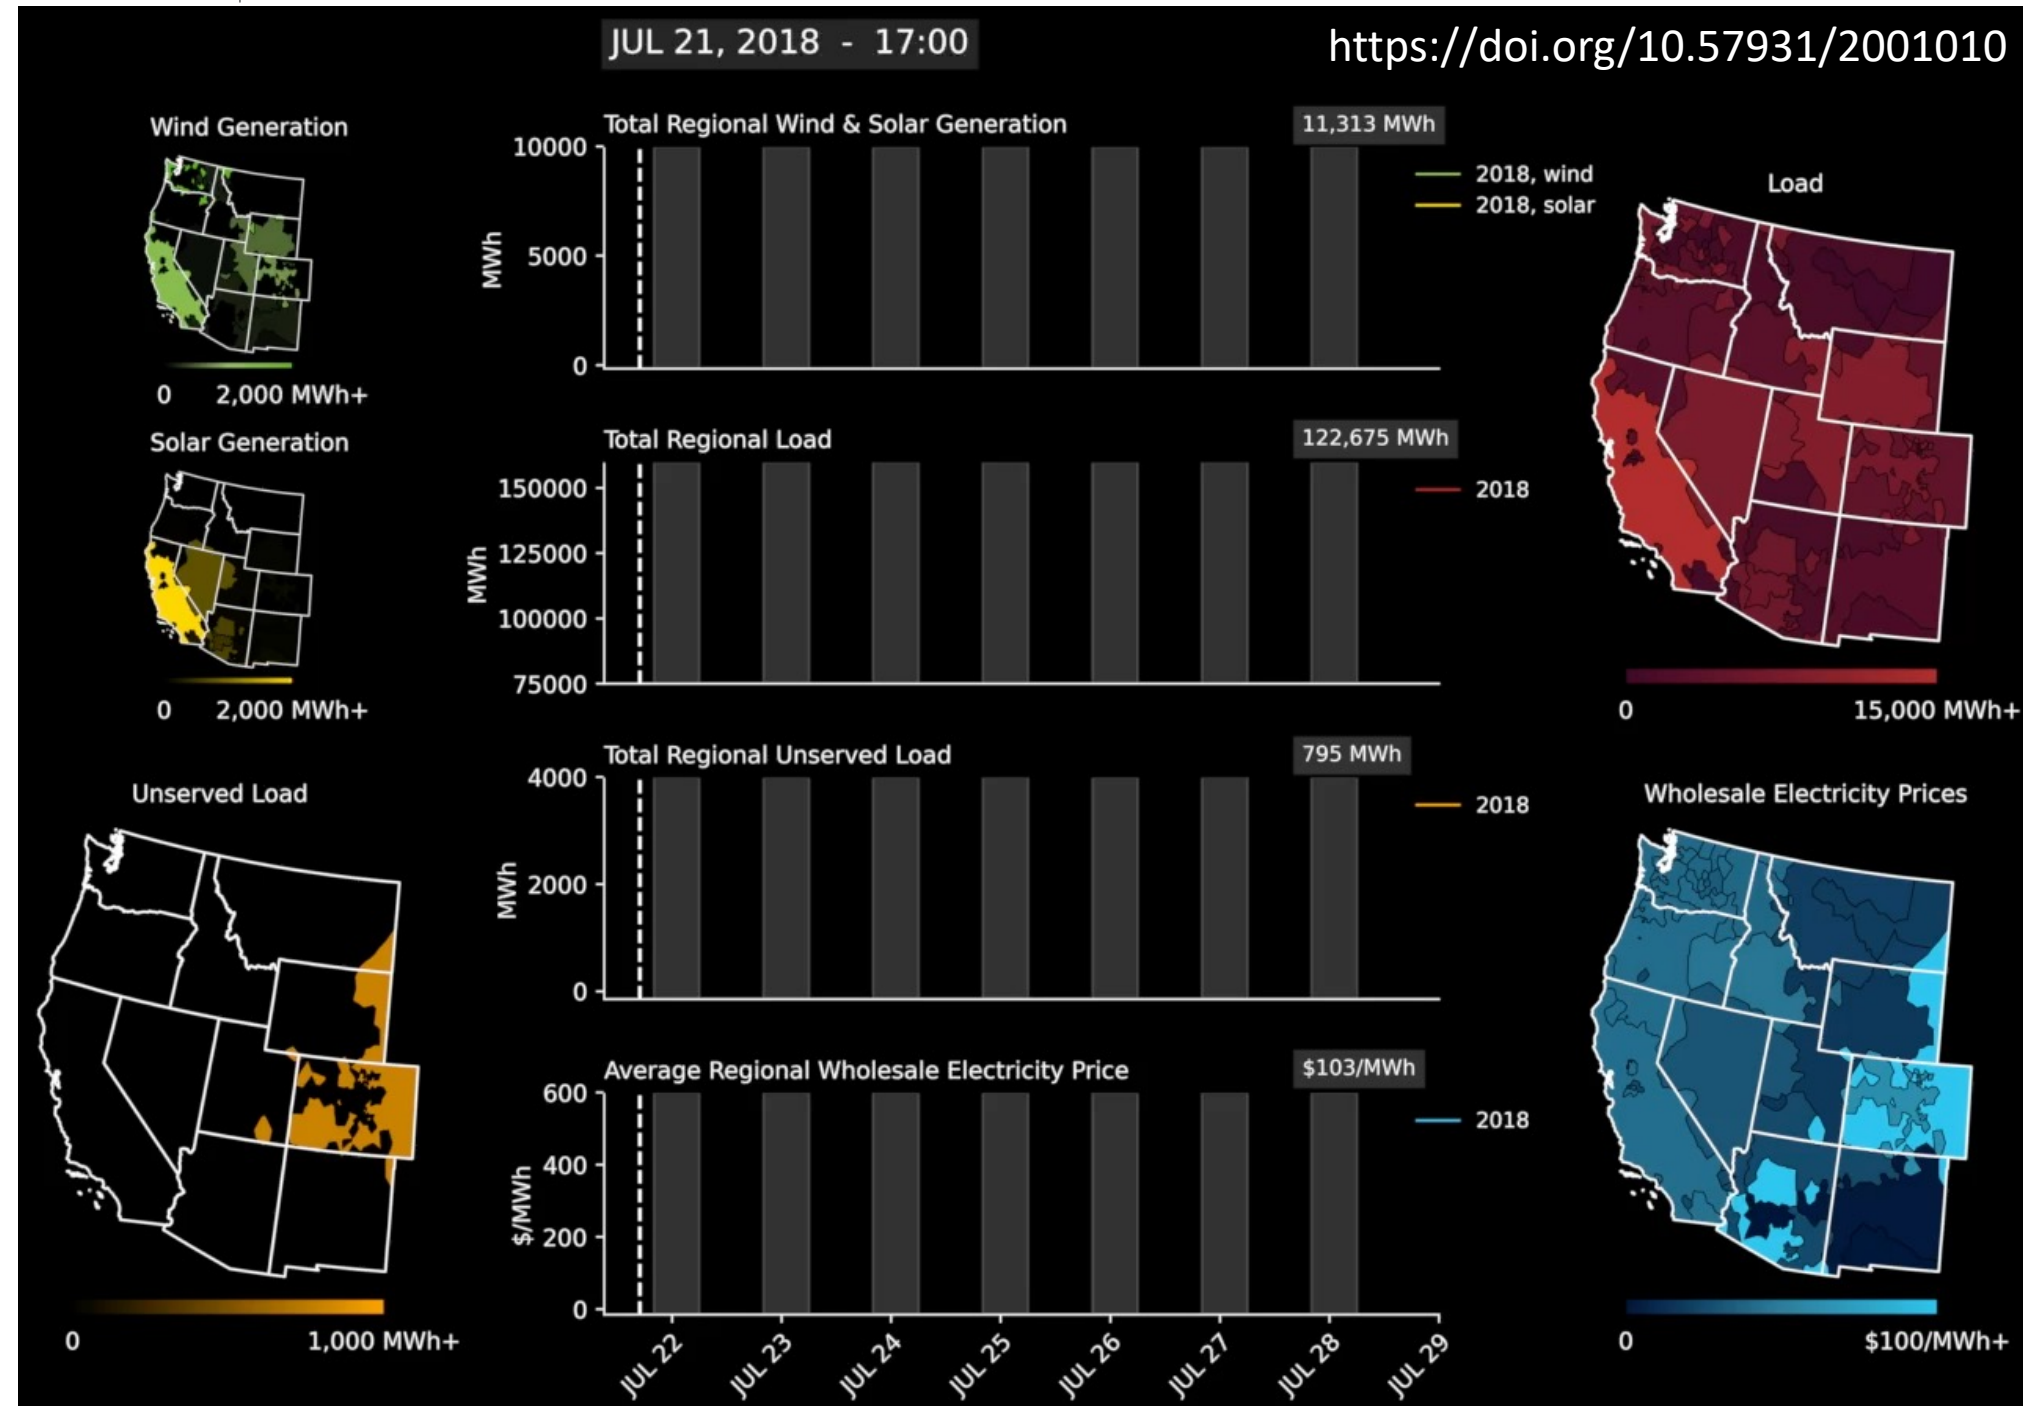 JUL 21, 2018 - 17:00
https://doi.org/10.57931/2001010
Wind Generation
0 2,000 MWh+
Solar Generation
0 2,000 MWh+
Unserved Load
0 1,000 MWh+
Total Regional Wind & Solar Generation
11,313 MWh
10000
5000
0
MWh
2018, wind
2018, solar
Total Regional Load
122,675 MWh
150000
125000
100000
75000
MWh
2018
Total Regional Unserved Load
795 MWh
4000
2000
0
MWh
2018
Average Regional Wholesale Electricity Price
$103/MWh
600
400
200
0
$/MWh
2018
JUL 22
JUL 23
JUL 24
JUL 25
JUL 26
JUL 27
JUL 28
JUL 29
Load
0 15,000 MWh+
Wholesale Electricity Prices
0 $100/MWh+